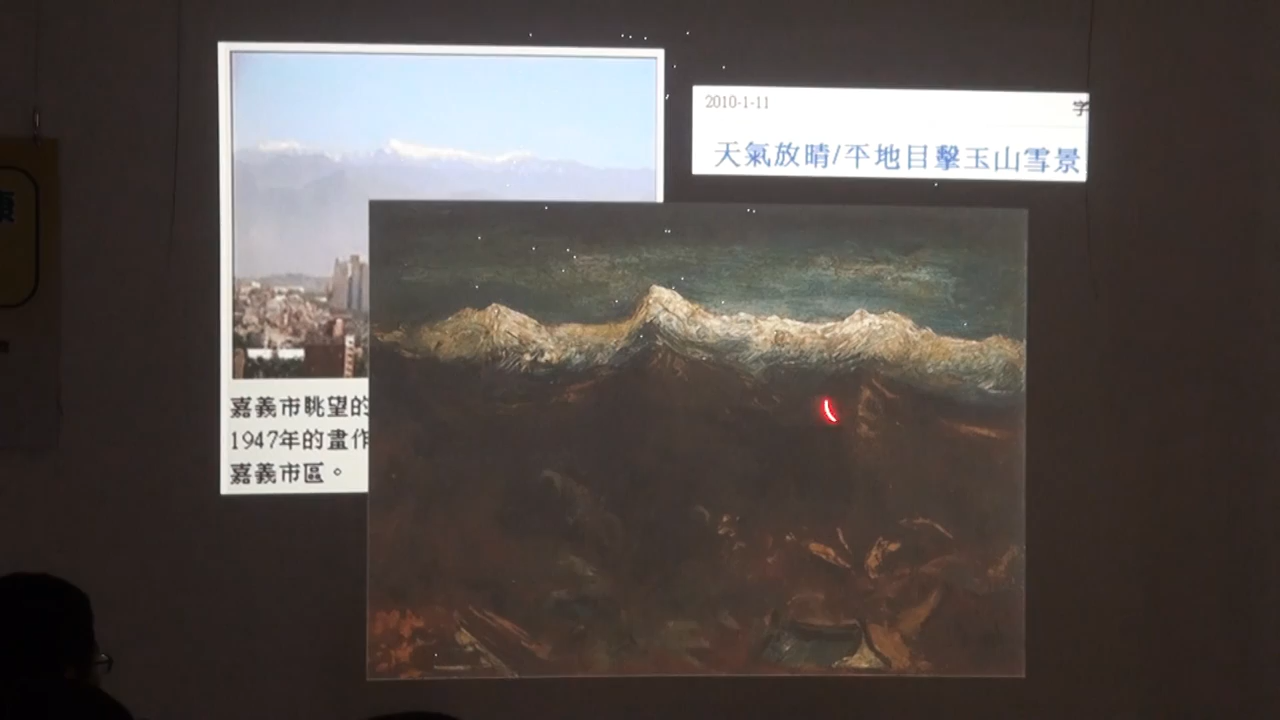 2010-1-11
字
天氣放晴/平地目擊玉山雪景
嘉義市眺望的
1947年的畫作
嘉義市區。
康